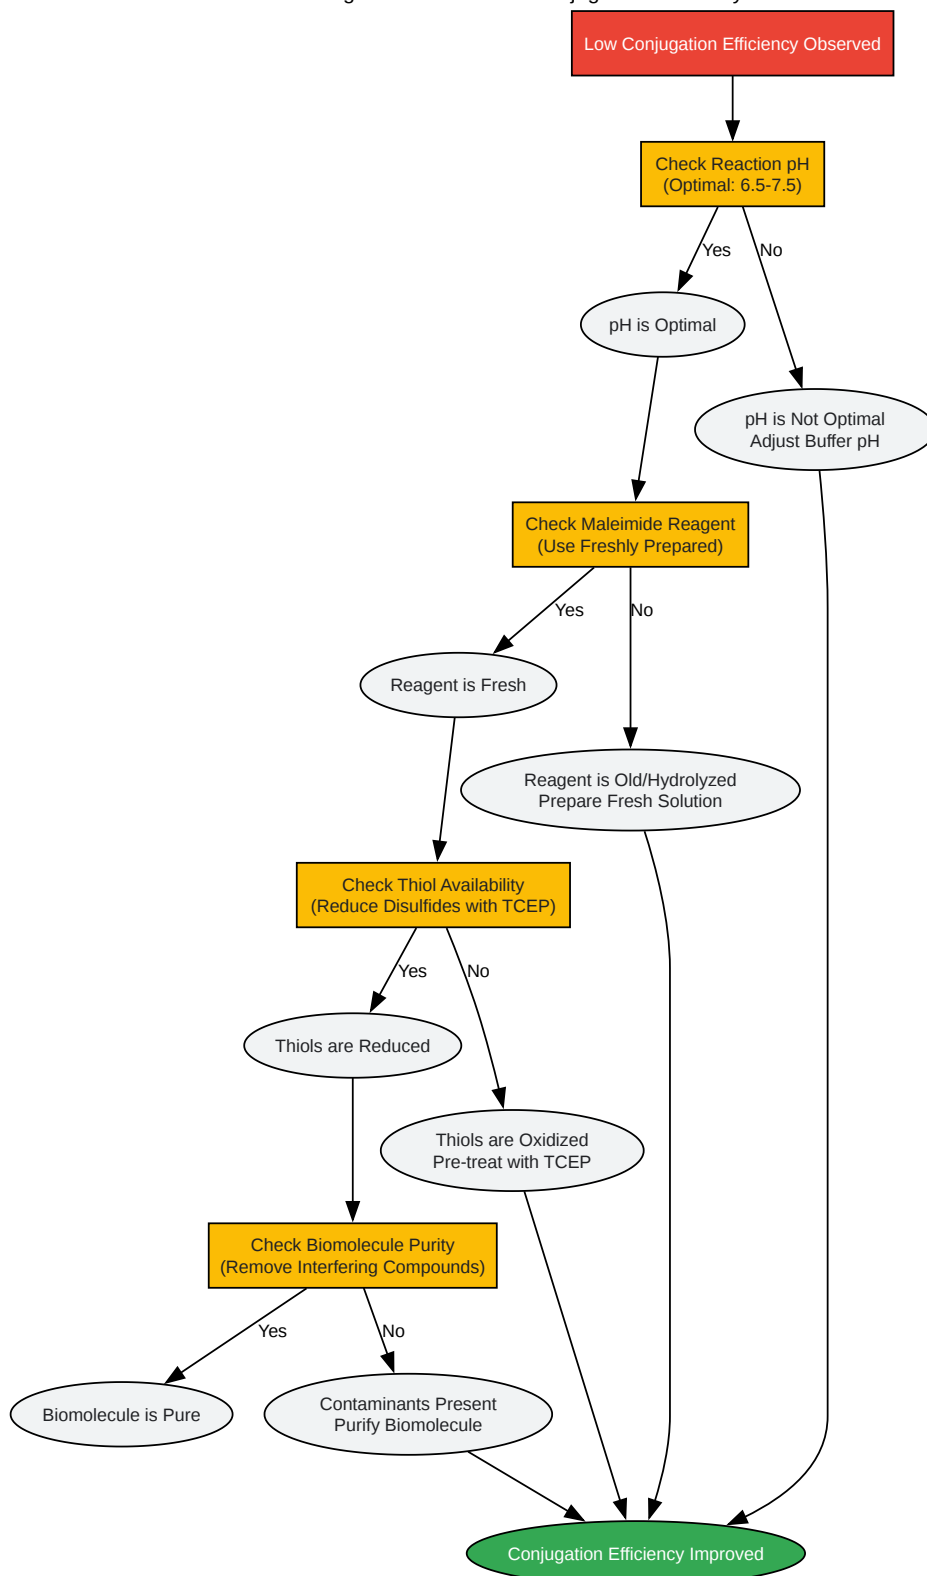 Low Conjugation Efficiency Observed
Check Reaction pH
(Optimal: 6.5-7.5)
Yes
No
pH is Optimal
pH is Not Optimal
Adjust Buffer pH
Check Maleimide Reagent
(Use Freshly Prepared)
Yes
No
Reagent is Fresh
Reagent is Old/Hydrolyzed
Prepare Fresh Solution
Check Thiol Availability
(Reduce Disulfides with TCEP)
Yes
No
Thiols are Reduced
Thiols are Oxidized
Pre-treat with TCEP
Check Biomolecule Purity
(Remove Interfering Compounds)
Yes
No
Biomolecule is Pure
Contaminants Present
Purify Biomolecule
Conjugation Efficiency Improved